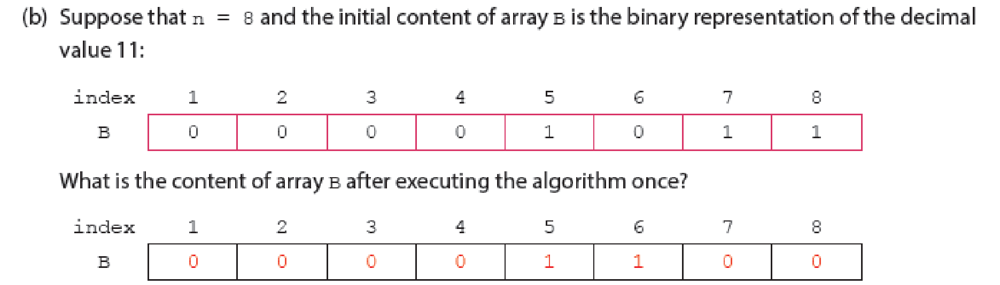 (b) Suppose that n = 8 and the initial content of array B is the binary representation of the decimal
value 11:
index 1 2 3 4 5 6 7 8
B 0 0 0 0 1 0 1 1
What is the content of array B after executing the algorithm once?
index 1 2 3 4 5 6 7 8
B 0 0 0 0 1 1 0 0